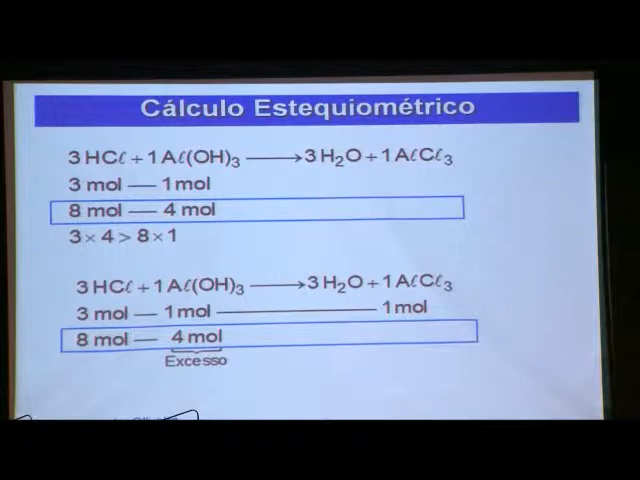 Cálculo Estequiométrico
3 HCℓ + 1 Aℓ(OH)₃ ⟶ 3 H₂O + 1 AℓCℓ₃
3 mol — 1 mol
8 mol — 4 mol
3 × 4 > 8 × 1
3 HCℓ + 1 Aℓ(OH)₃ ⟶ 3 H₂O + 1 AℓCℓ₃
3 mol — 1 mol ———— 1 mol
8 mol — 4 mol
Excesso